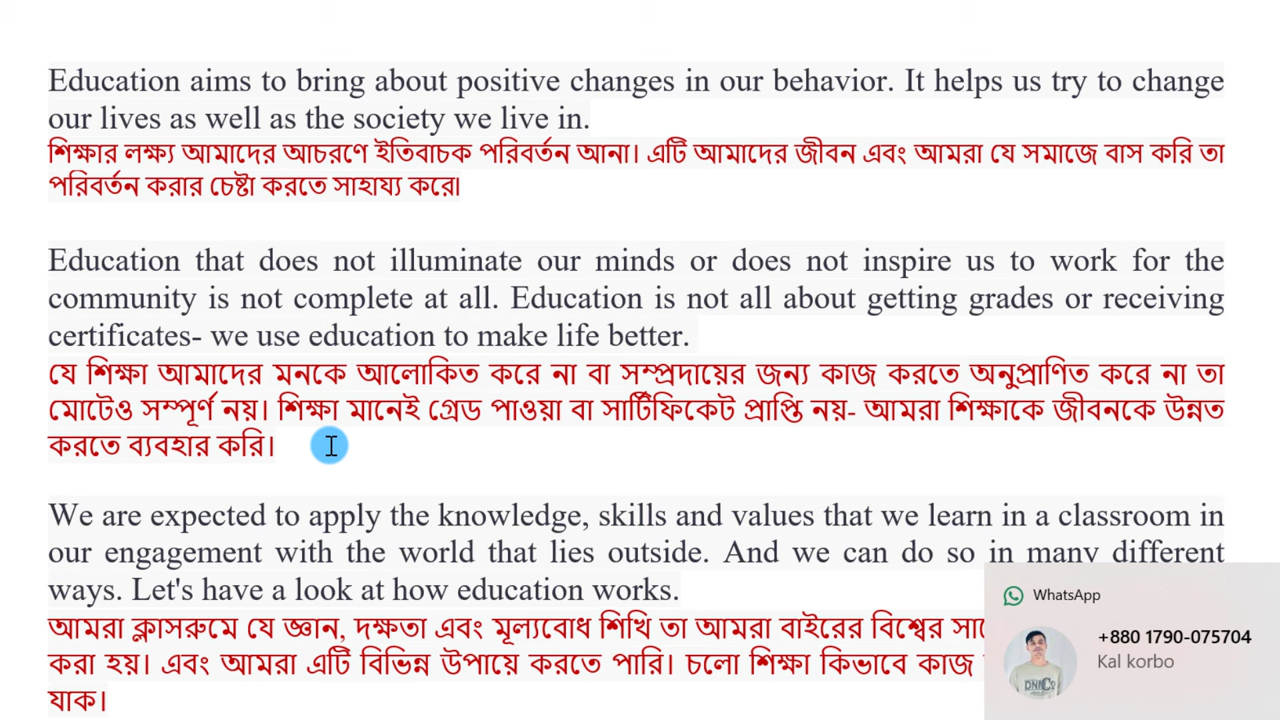 Education aims to bring about positive changes in our behavior. It helps us try to change
our lives as well as the society we live in.
শিক্ষার লক্ষ্য আমাদের আচরণে ইতিবাচক পরিবর্তন আনা। এটি আমাদের জীবন এবং আমরা যে সমাজে বাস করি তা
পরিবর্তন করার চেষ্টা করতে সাহায্য করে।
Education that does not illuminate our minds or does not inspire us to work for the
community is not complete at all. Education is not all about getting grades or receiving
certificates- we use education to make life better.
যে শিক্ষা আমাদের মনকে আলোকিত করে না বা সম্প্রদায়ের জন্য কাজ করতে অনুপ্রাণিত করে না তা
মোটেও সম্পূর্ণ নয়। শিক্ষা মানেই গ্রেড পাওয়া বা সার্টিফিকেট প্রাপ্তি নয়- আমরা শিক্ষাকে জীবনকে উন্নত
করতে ব্যবহার করি।
We are expected to apply the knowledge, skills and values that we learn in a classroom in
our engagement with the world that lies outside. And we can do so in many different
ways. Let's have a look at how education works.
আমরা ক্লাসরুমে যে জ্ঞান, দক্ষতা এবং মূল্যবোধ শিখি তা আমরা বাইরের বিশ্বের
করা হয়। এবং আমরা এটি বিভিন্ন উপায়ে করতে পারি। চলো শিক্ষা কিভাবে কাজ
যাক।
WhatsApp
+880 1790-075704
Kal korbo